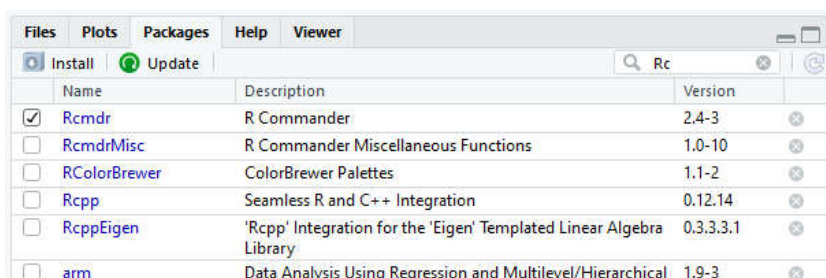 Files Plots Packages Help Viewer
Install Update Rc
Name Description Version
Rcmdr R Commander 2.4-3
RcmdrMisc R Commander Miscellaneous Functions 1.0-10
RColorBrewer ColorBrewer Palettes 1.1-2
Rcpp Seamless R and C++ Integration 0.12.14
RcppEigen 'Rcpp' Integration for the 'Eigen' Templated Linear Algebra 0.3.3.3.1
Library
arm Data Analysis Using Regression and Multilevel/Hierarchical 1.9-3